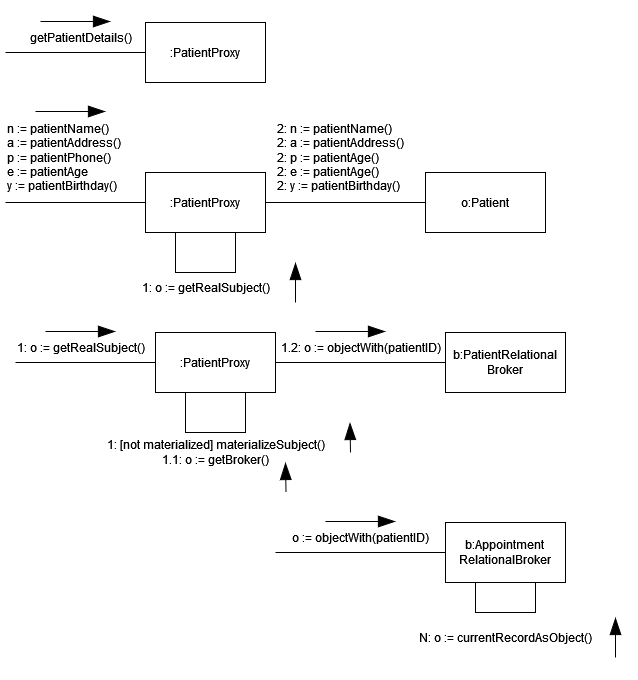 getPatientDetails()
:PatientProxy
n := patientName()
a := patientAddress()
p := patientPhone()
e := patientAge
y := patientBirthday()
:PatientProxy
2: n := patientName()
2: a := patientAddress()
2: p := patientAge()
2: e := patientAge()
2: y := patientBirthday()
o:Patient
1: o := getRealSubject()
1: o := getRealSubject()
:PatientProxy
1.2: o := objectWith(patientID)
b:PatientRelational
Broker
1: [not materialized] materializeSubject()
1.1: o := getBroker()
o := objectWith(patientID)
b:Appointment
RelationalBroker
N: o := currentRecordAsObject()